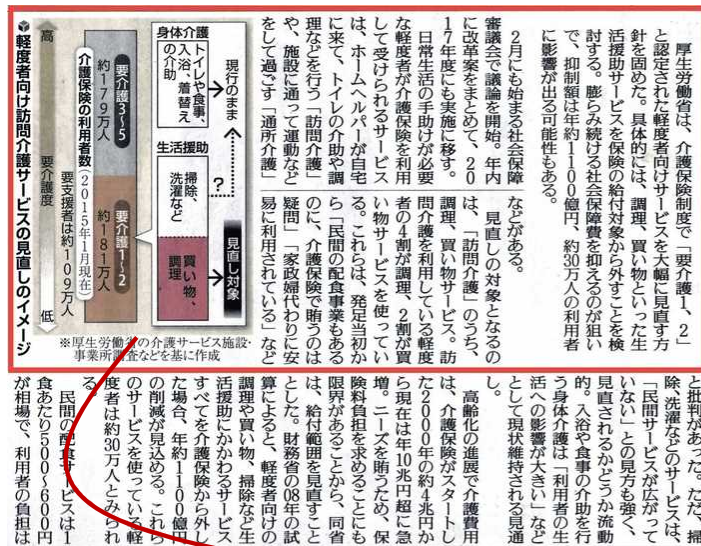 厚生労働省は、介護保険制度で「要介護1、2」
と認定された軽度者向けサービスを大幅に見直す方
針を固めた。具体的には、調理、買い物といった生
活援助サービスを保険の給付対象から外すことを検
討する。膨らみ続ける社会保障費を抑えるのが狙い
で、抑制額は年約1100億円、約30万人の利用者
に影響が出る可能性もある。
2月にも始まる社会保障
審議会で議論を開始。年内
に改革案をまとめて、20
17年度にも実施に移す。
日常生活の手助けが必要
な軽度者が介護保険を利用
して受けられるサービス
は、ホームヘルパーが自宅
に来て、トイレの介助や調
理などを行う「訪問介護」
や、施設に通って運動など
をして過ごす「通所介護」
などがある。
見直しの対象となるの
は、「訪問介護」のうち、
調理、買い物サービス。訪
問介護を利用している軽度
者の4割が調理、2割が買
い物サービスを使ってい
る。これらは、発足当初か
ら「民間の配食事業もある
のに、介護保険で賄うのは
疑問」「家政婦代わりに安
易に利用されている」など
と批判があった。ただ、掃
除、洗濯などのサービスは、
「民間サービスが広がって
いない」との見方も強く、
見直されるかどうか流動
的。入浴や食事の介助を行
う身体介護は「利用者の生
活への影響が大きい」など
として現状維持される見通
し。
高齢化の進展で介護費用
は、介護保険がスタートし
た2000年の約4兆円か
ら現在は年10兆円超に急
増。ニーズを賄うため、保
険料負担を求めることにも
限界があることから、同省
は、給付範囲を見直すこと
とした。財務省の08年の試
算によると、軽度者向けの
調理や買い物、掃除など生
活援助にかかわるサービス
すべてを介護保険から外し
た場合、年約1100億円
の削減が見込める。これら
のサービスを使っている軽
度者は約30万人とみられ
る。
民間の配食サービスは1
食あたり500〜600円
が相場で、利用者の負担は
軽度者向け訪問介護サービスの見直しのイメージ
高
要介護度
低
介護保険の利用者数(2015年1月現在)
要介護3〜5
約179万人
要介護1〜2
約181万人
要支援者は約109万人
身体介護
トイレや食事、
入浴、着替え
の介助
現行のまま
生活援助
掃除、
洗濯など
?
買い物、
調理
見直し対象
※厚生労働省の介護サービス施設・
事業所調査などを基に作成